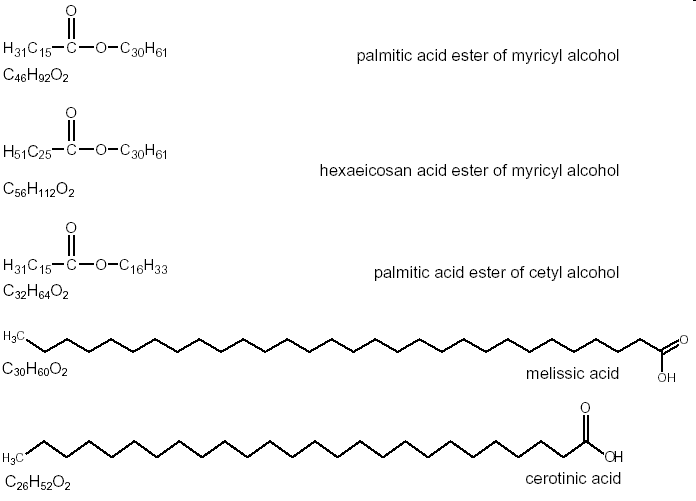 O
H31C15 C O C30H61
palmitic acid ester of myricyl alcohol
C46H92O2
O
H51C25 C O C30H61
hexaeicosan acid ester of myricyl alcohol
C56H112O2
O
H31C15 C O C16H33
palmitic acid ester of cetyl alcohol
C32H64O2
H3C
O
C30H60O2
melissic acid
OH
O
H3C
OH
C26H52O2
cerotinic acid